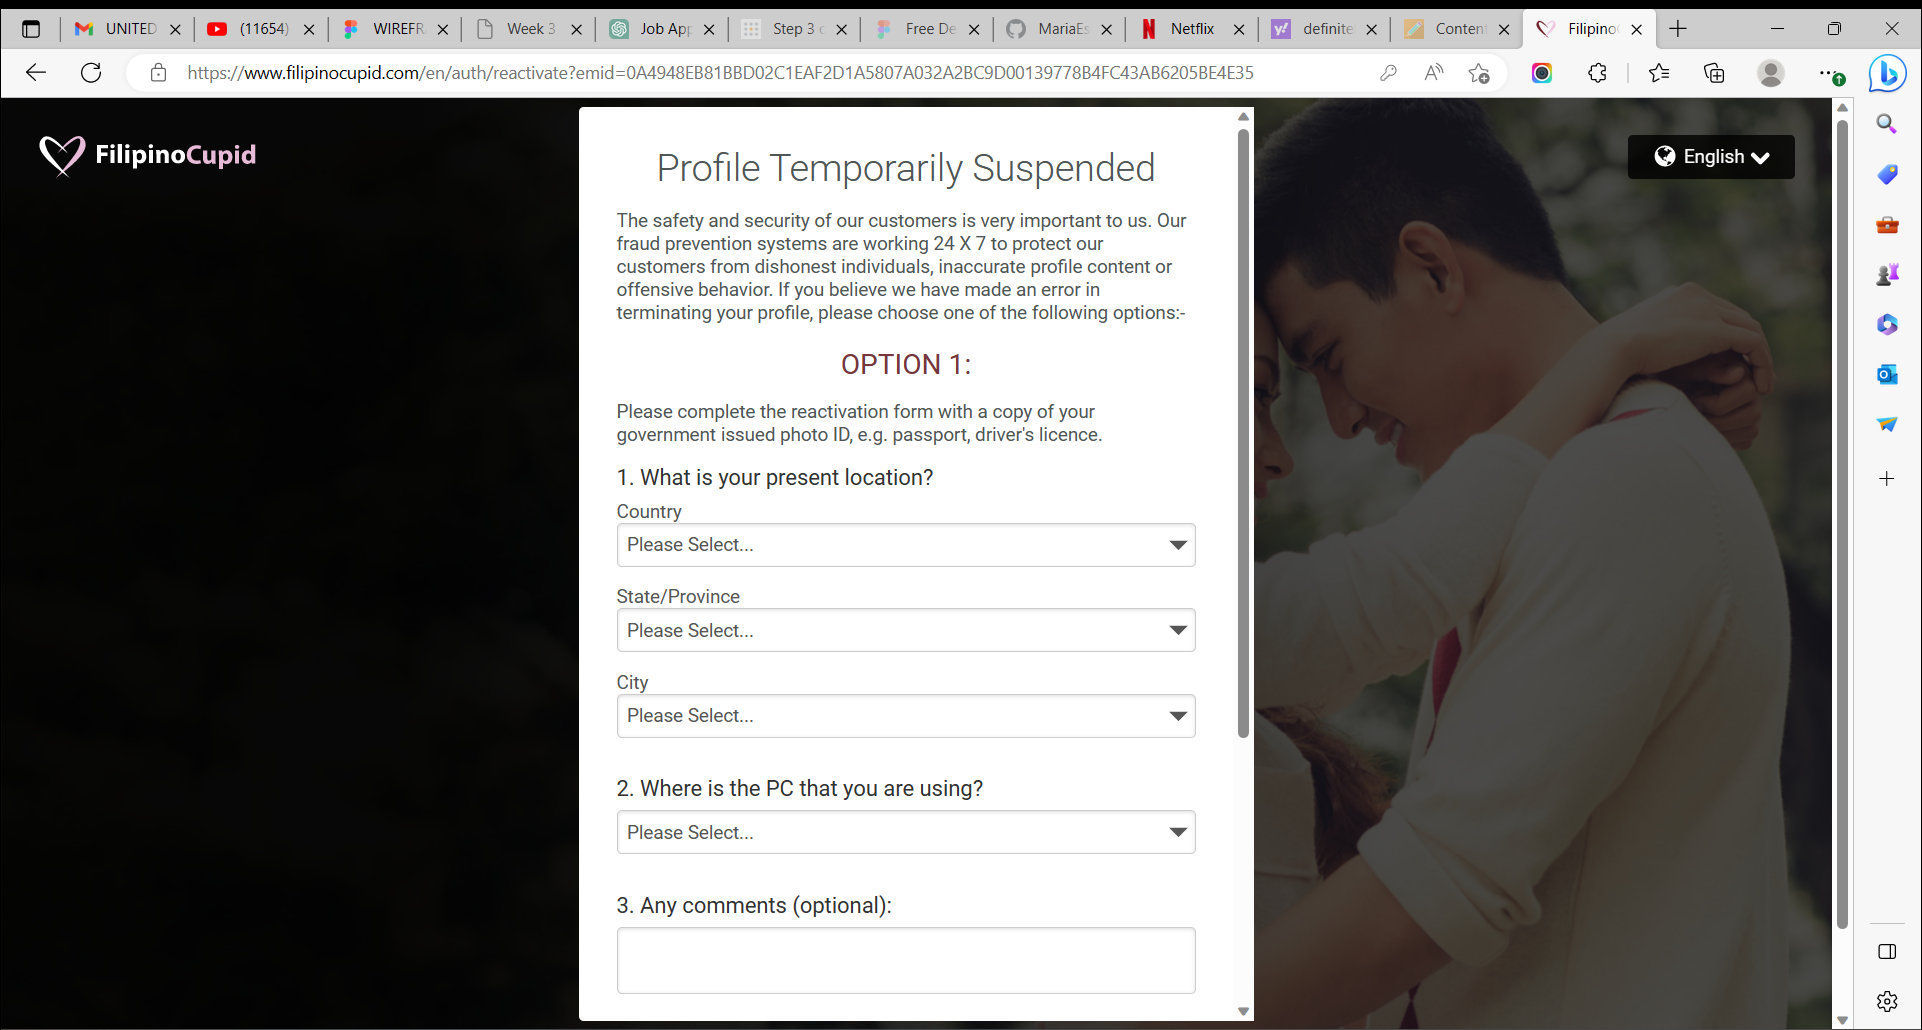 UNITED
(11654)
WIREFR
Week 3
Job App
Step 3 c
Free De
MariaEs
Netflix
definite
Content
Filipino
https://www.filipinocupid.com/en/auth/reactivate?emid=0A4948EB81BBD02C1EAF2D1A5807A032A2BC9D00139778B4FC43AB6205BE4E35
FilipinoCupid
English
Profile Temporarily Suspended
The safety and security of our customers is very important to us. Our
fraud prevention systems are working 24 X 7 to protect our
customers from dishonest individuals, inaccurate profile content or
offensive behavior. If you believe we have made an error in
terminating your profile, please choose one of the following options:-
OPTION 1:
Please complete the reactivation form with a copy of your
government issued photo ID, e.g. passport, driver's licence.
1. What is your present location?
Country
Please Select...
State/Province
Please Select...
City
Please Select...
2. Where is the PC that you are using?
Please Select...
3. Any comments (optional):